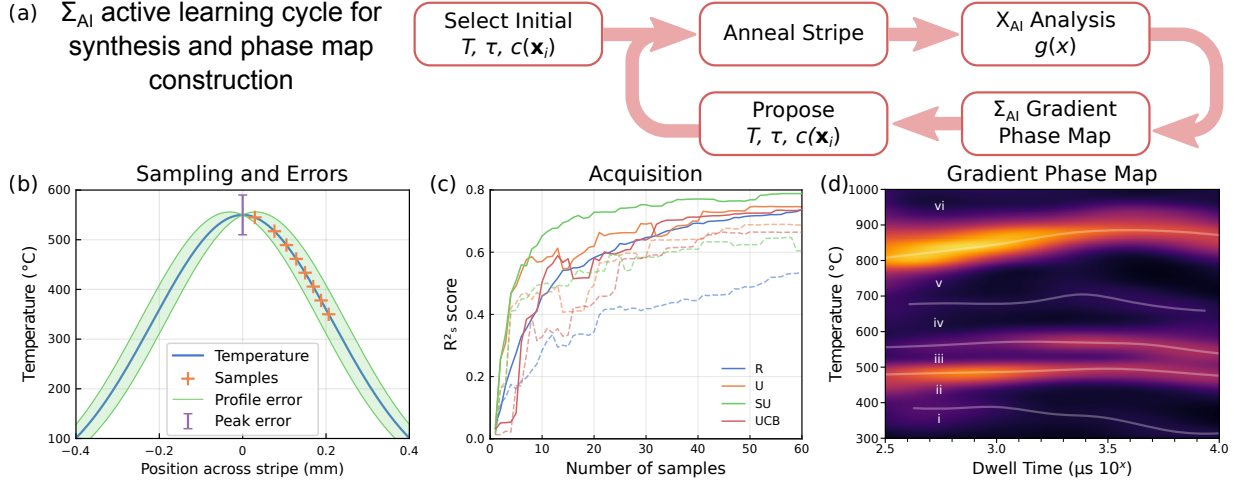 (a) Σ_AI active learning cycle for
synthesis and phase map
construction
Select Initial
T, τ, c(𝐱ᵢ)
Anneal Stripe
X_AI Analysis
g(x)
Propose
T, τ, c(𝐱ᵢ)
Σ_AI Gradient
Phase Map
(b) Sampling and Errors
Temperature (°C)
600
500
400
300
200
100
−0.4 −0.2 0.0 0.2 0.4
Position across stripe (mm)
Temperature
Samples
Profile error
Peak error
(c) Acquisition
R²ₛ score
0.8
0.6
0.4
0.2
0.0
0 10 20 30 40 50 60
Number of samples
R
U
SU
UCB
(d) Gradient Phase Map
Temperature (°C)
1000
900
800
700
600
500
400
300
2.5 3.0 3.5 4.0
Dwell Time (μs 10ˣ)
vi
v
iv
iii
ii
i